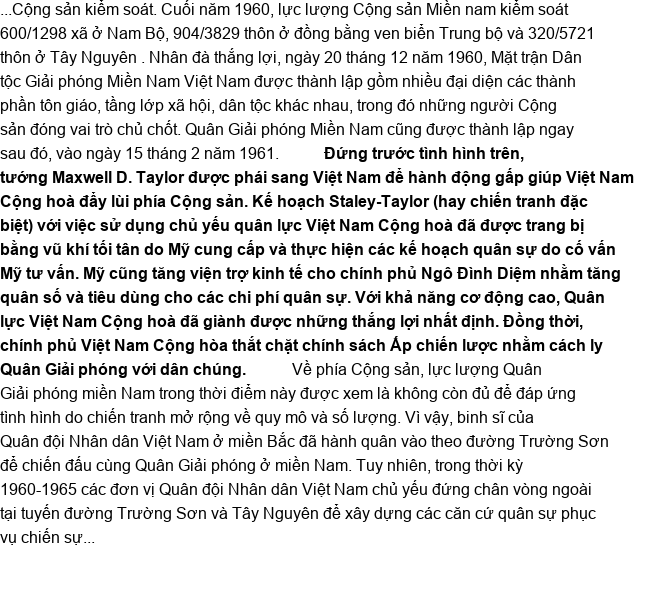 ...Cộng sản kiểm soát. Cuối năm 1960, lực lượng Cộng sản Miền nam kiểm soát
600/1298 xã ở Nam Bộ, 904/3829 thôn ở đồng bằng ven biển Trung bộ và 320/5721
thôn ở Tây Nguyên . Nhân đà thắng lợi, ngày 20 tháng 12 năm 1960, Mặt trận Dân
tộc Giải phóng Miền Nam Việt Nam được thành lập gồm nhiều đại diện các thành
phần tôn giáo, tầng lớp xã hội, dân tộc khác nhau, trong đó những người Cộng
sản đóng vai trò chủ chốt. Quân Giải phóng Miền Nam cũng được thành lập ngay
sau đó, vào ngày 15 tháng 2 năm 1961. Đứng trước tình hình trên,
tướng Maxwell D. Taylor được phái sang Việt Nam để hành động gấp giúp Việt Nam
Cộng hoà đẩy lùi phía Cộng sản. Kế hoạch Staley-Taylor (hay chiến tranh đặc
biệt) với việc sử dụng chủ yếu quân lực Việt Nam Cộng hoà đã được trang bị
bằng vũ khí tối tân do Mỹ cung cấp và thực hiện các kế hoạch quân sự do cố vấn
Mỹ tư vấn. Mỹ cũng tăng viện trợ kinh tế cho chính phủ Ngô Đình Diệm nhằm tăng
quân số và tiêu dùng cho các chi phí quân sự. Với khả năng cơ động cao, Quân
lực Việt Nam Cộng hoà đã giành được những thắng lợi nhất định. Đồng thời,
chính phủ Việt Nam Cộng hòa thắt chặt chính sách Ấp chiến lược nhằm cách ly
Quân Giải phóng với dân chúng. Về phía Cộng sản, lực lượng Quân
Giải phóng miền Nam trong thời điểm này được xem là không còn đủ để đáp ứng
tình hình do chiến tranh mở rộng về quy mô và số lượng. Vì vậy, binh sĩ của
Quân đội Nhân dân Việt Nam ở miền Bắc đã hành quân vào theo đường Trường Sơn
để chiến đấu cùng Quân Giải phóng ở miền Nam. Tuy nhiên, trong thời kỳ
1960-1965 các đơn vị Quân đội Nhân dân Việt Nam chủ yếu đứng chân vòng ngoài
tại tuyến đường Trường Sơn và Tây Nguyên để xây dựng các căn cứ quân sự phục
vụ chiến sự...